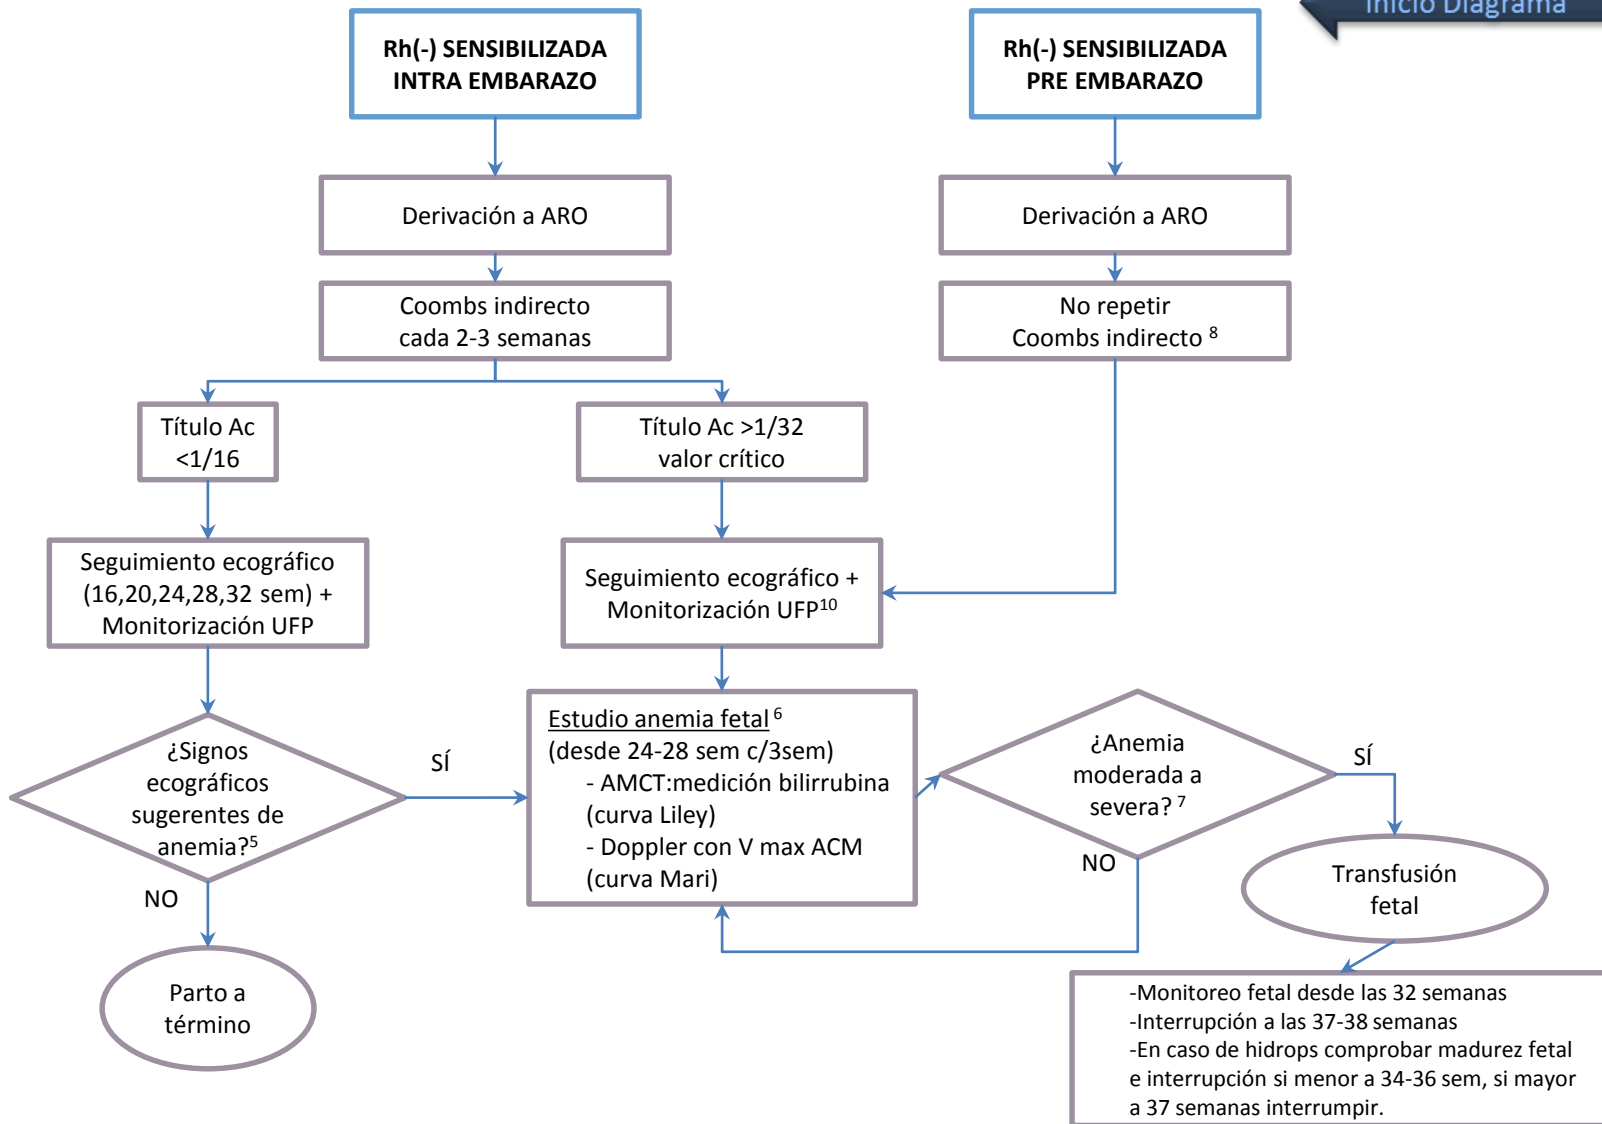 Inicio Diagrama
Rh(-) SENSIBILIZADA
INTRA EMBARAZO
Rh(-) SENSIBILIZADA
PRE EMBARAZO
Derivación a ARO
Derivación a ARO
Coombs indirecto
cada 2-3 semanas
No repetir
Coombs indirecto 8
Título Ac
<1/16
Título Ac >1/32
valor crítico
Seguimiento ecográfico
(16,20,24,28,32 sem) +
Monitorización UFP
Seguimiento ecográfico +
Monitorización UFP10
¿Signos
ecográficos
sugerentes de
anemia?5
SÍ
NO
Estudio anemia fetal 6
(desde 24-28 sem c/3sem)
- AMCT:medición bilirrubina
(curva Liley)
- Doppler con V max ACM
(curva Mari)
¿Anemia
moderada a
severa? 7
SÍ
NO
Transfusión
fetal
Parto a
término
-Monitoreo fetal desde las 32 semanas
-Interrupción a las 37-38 semanas
-En caso de hidrops comprobar madurez fetal
e interrupción si menor a 34-36 sem, si mayor
a 37 semanas interrumpir.